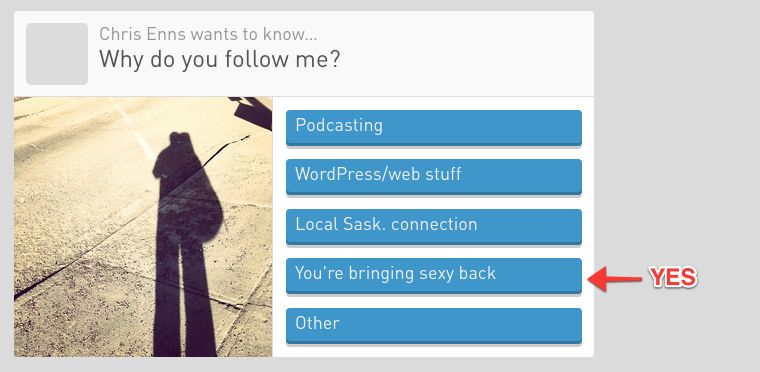 Chris Enns wants to know...
Why do you follow me?
Podcasting
WordPress/web stuff
Local Sask. connection
You're bringing sexy back
YES
Other